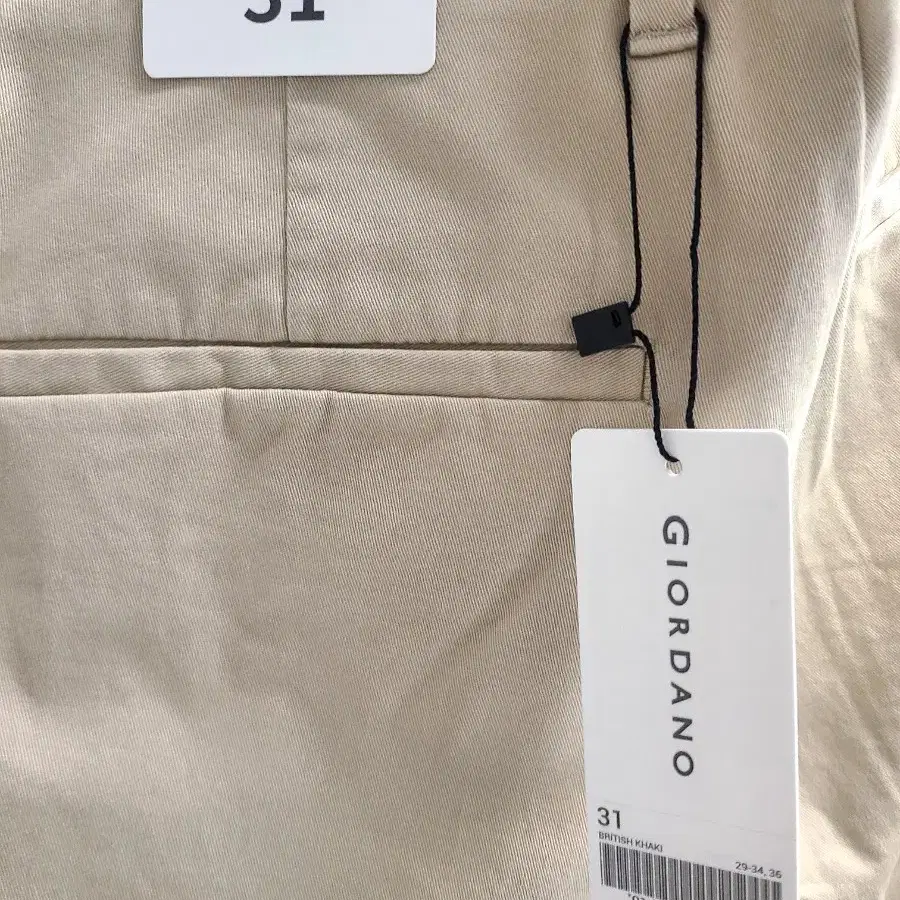 31
GIORDANO
31
BRITISH KHAKI
29-34, 36